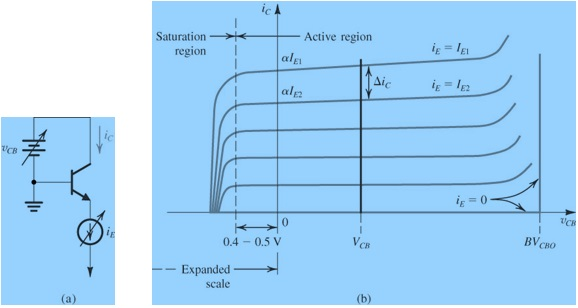 i_C
Saturation region
Active region
αI_E1
i_E = I_E1
Δi_C
αI_E2
i_E = I_E2
i_C
v_CB
i_E
i_E = 0
0
v_CB
0.4 − 0.5 V
V_CB
BV_CBO
Expanded scale
(a)
(b)